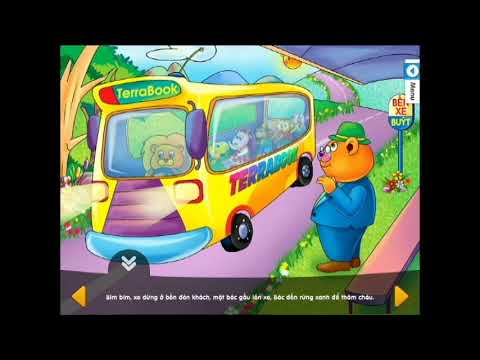 TerraBook
Menu
BẾN
XE
BUÝT
TERRABOOK
Bim bim, xe dừng ở bến đón khách, một bác gấu lên xe, bác đến rừng xanh để thăm cháu.